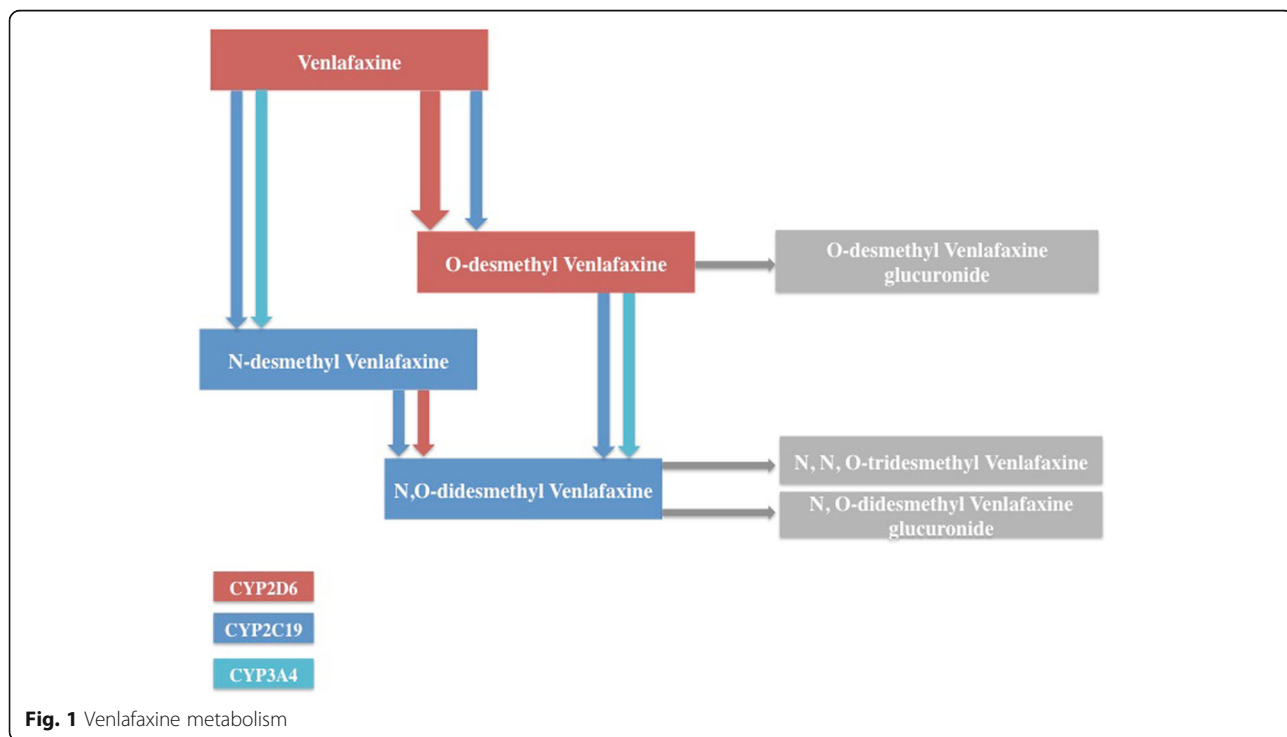 Venlafaxine
O-desmethyl Venlafaxine
O-desmethyl Venlafaxine
glucuronide
N-desmethyl Venlafaxine
N,O-didesmethyl Venlafaxine
N, N, O-tridesmethyl Venlafaxine
N, O-didesmethyl Venlafaxine
glucuronide
CYP2D6
CYP2C19
CYP3A4
Fig. 1 Venlafaxine metabolism